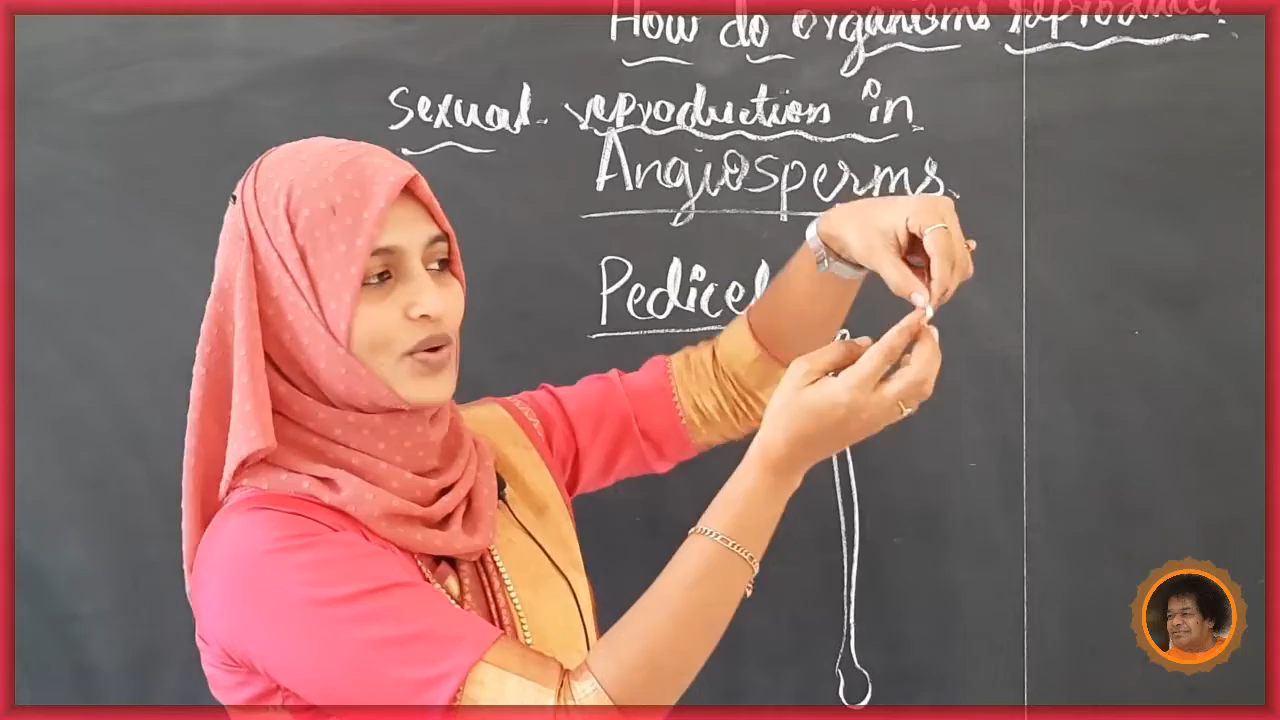 How do organisms reproduce?
Sexual reproduction in
Angiosperms
Pedicel